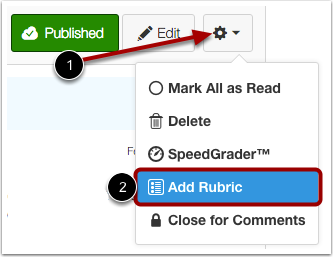 Published Edit
1
Mark All as Read
Delete
SpeedGrader™
2 Add Rubric
Close for Comments